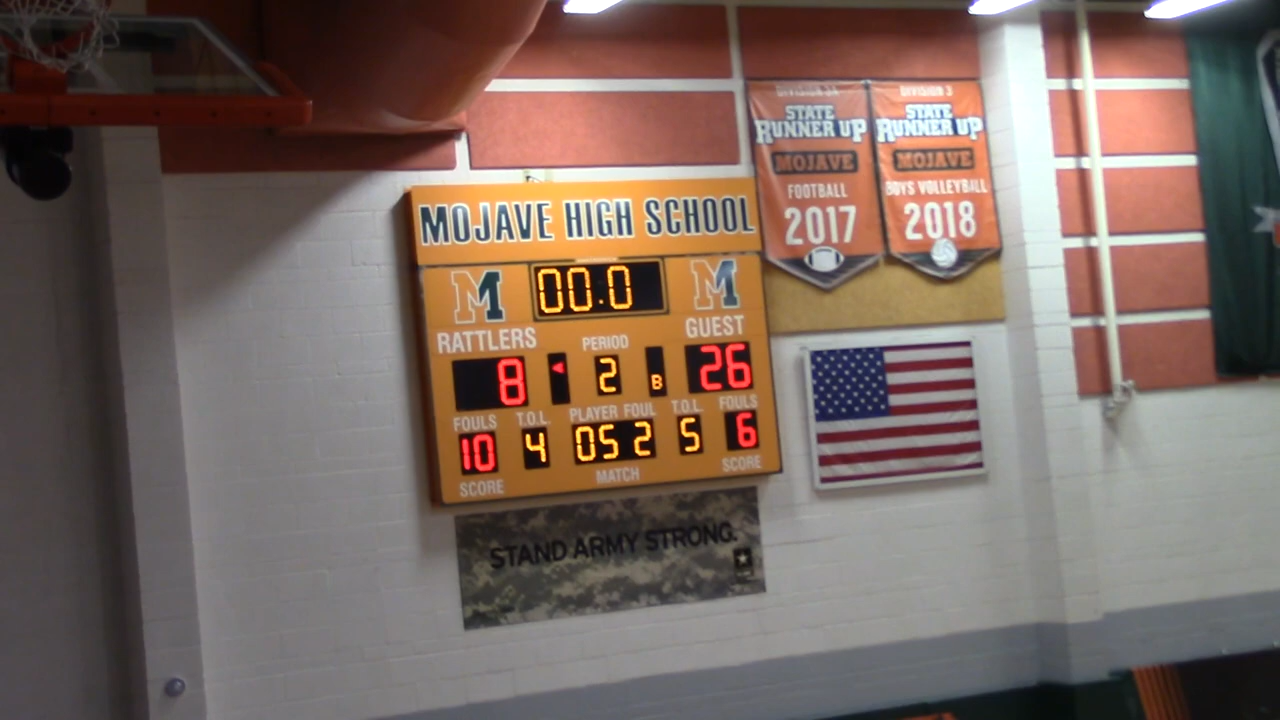 DIVISION 3A
STATE
RUNNER UP
MOJAVE
FOOTBALL
2017
DIVISION 3
STATE
RUNNER UP
MOJAVE
BOYS VOLLEYBALL
2018
MOJAVE HIGH SCHOOL
M 00.0 M
RATTLERS PERIOD GUEST
8 2 B 26
FOULS T.O.L. PLAYER FOUL T.O.L. FOULS
10 4 05 2 5 6
SCORE MATCH SCORE
STAND ARMY STRONG.